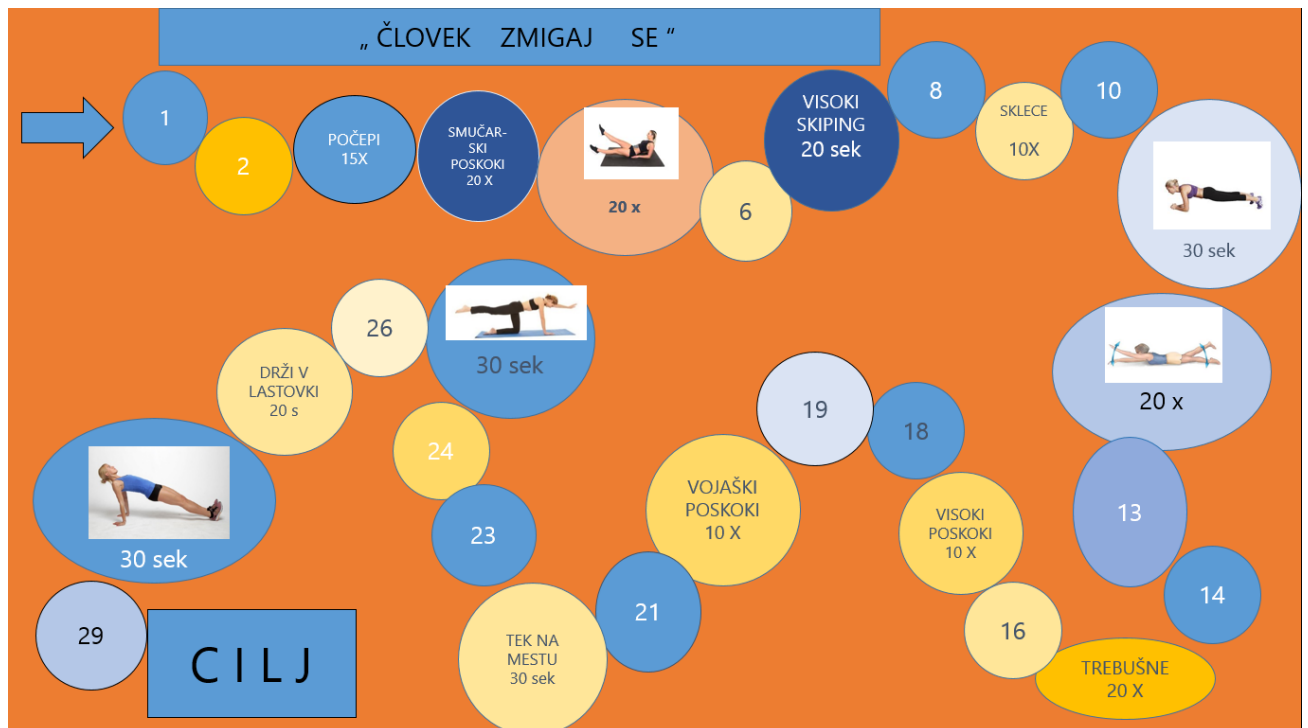 „ ČLOVEK ZMIGAJ SE “
1
2
POČEPI
15X
SMUČAR-
SKI
POSKOKI
20 X
20 x
6
VISOKI
SKIPING
20 sek
8
SKLECE
10X
10
30 sek
20 x
13
14
TREBUŠNE
20 X
16
VISOKI
POSKOKI
10 X
18
19
VOJAŠKI
POSKOKI
10 X
21
TEK NA
MESTU
30 sek
23
24
30 sek
26
DRŽI V
LASTOVKI
20 s
30 sek
29
C I L J